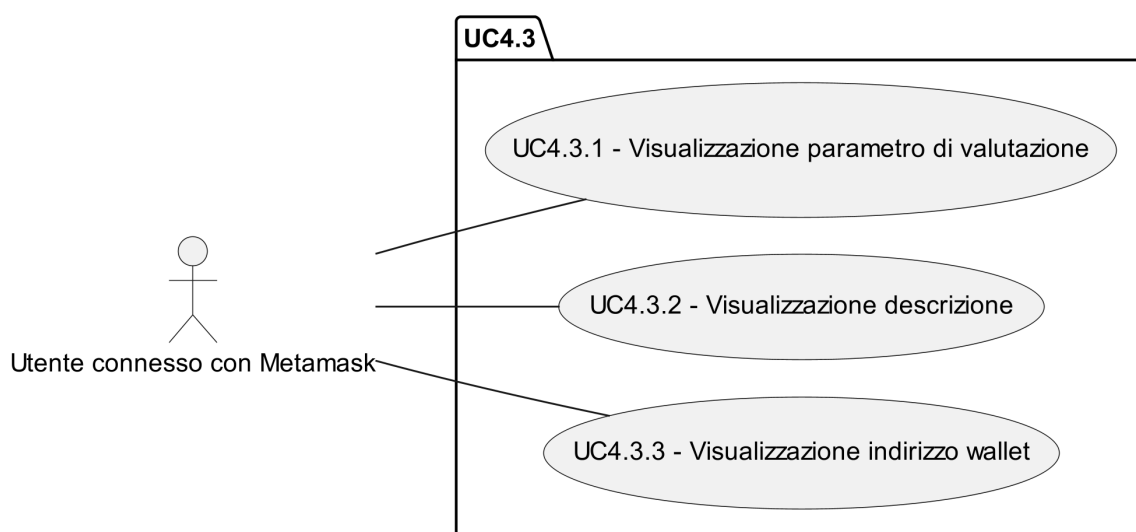 UC4.3
UC4.3.1 - Visualizzazione parametro di valutazione
UC4.3.2 - Visualizzazione descrizione
Utente connesso con Metamask
UC4.3.3 - Visualizzazione indirizzo wallet